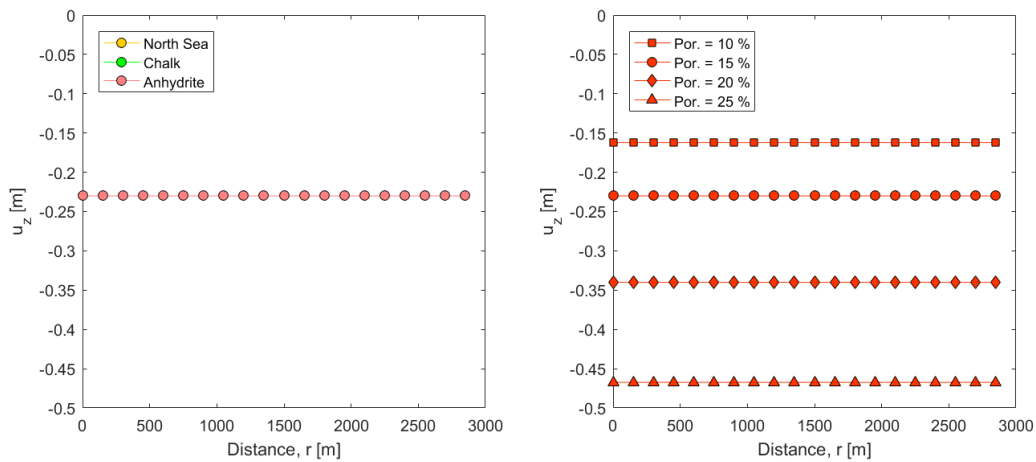 0
-0.05
-0.1
-0.15
-0.2
-0.25
-0.3
-0.35
-0.4
-0.45
-0.5
u_z [m]
North Sea
Chalk
Anhydrite
0 500 1000 1500 2000 2500 3000
Distance, r [m]
0
-0.05
-0.1
-0.15
-0.2
-0.25
-0.3
-0.35
-0.4
-0.45
-0.5
u_z [m]
Por. = 10 %
Por. = 15 %
Por. = 20 %
Por. = 25 %
0 500 1000 1500 2000 2500 3000
Distance, r [m]